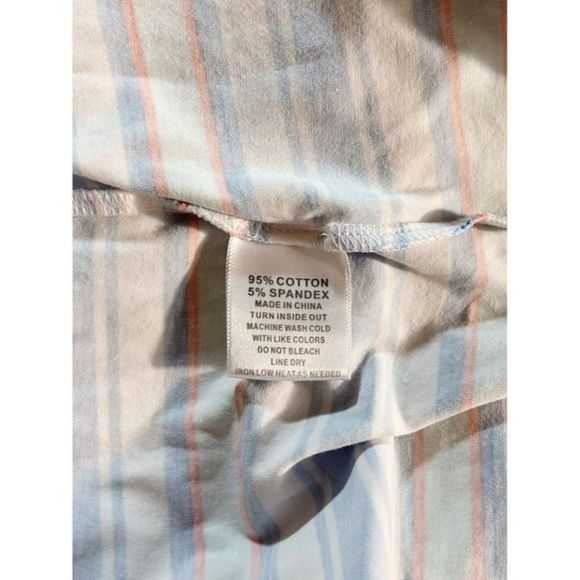 95% COTTON
5% SPANDEX
MADE IN CHINA
TURN INSIDE OUT
MACHINE WASH COLD
WITH LIKE COLORS
DO NOT BLEACH
LINE DRY
IRON LOW HEAT AS NEEDED